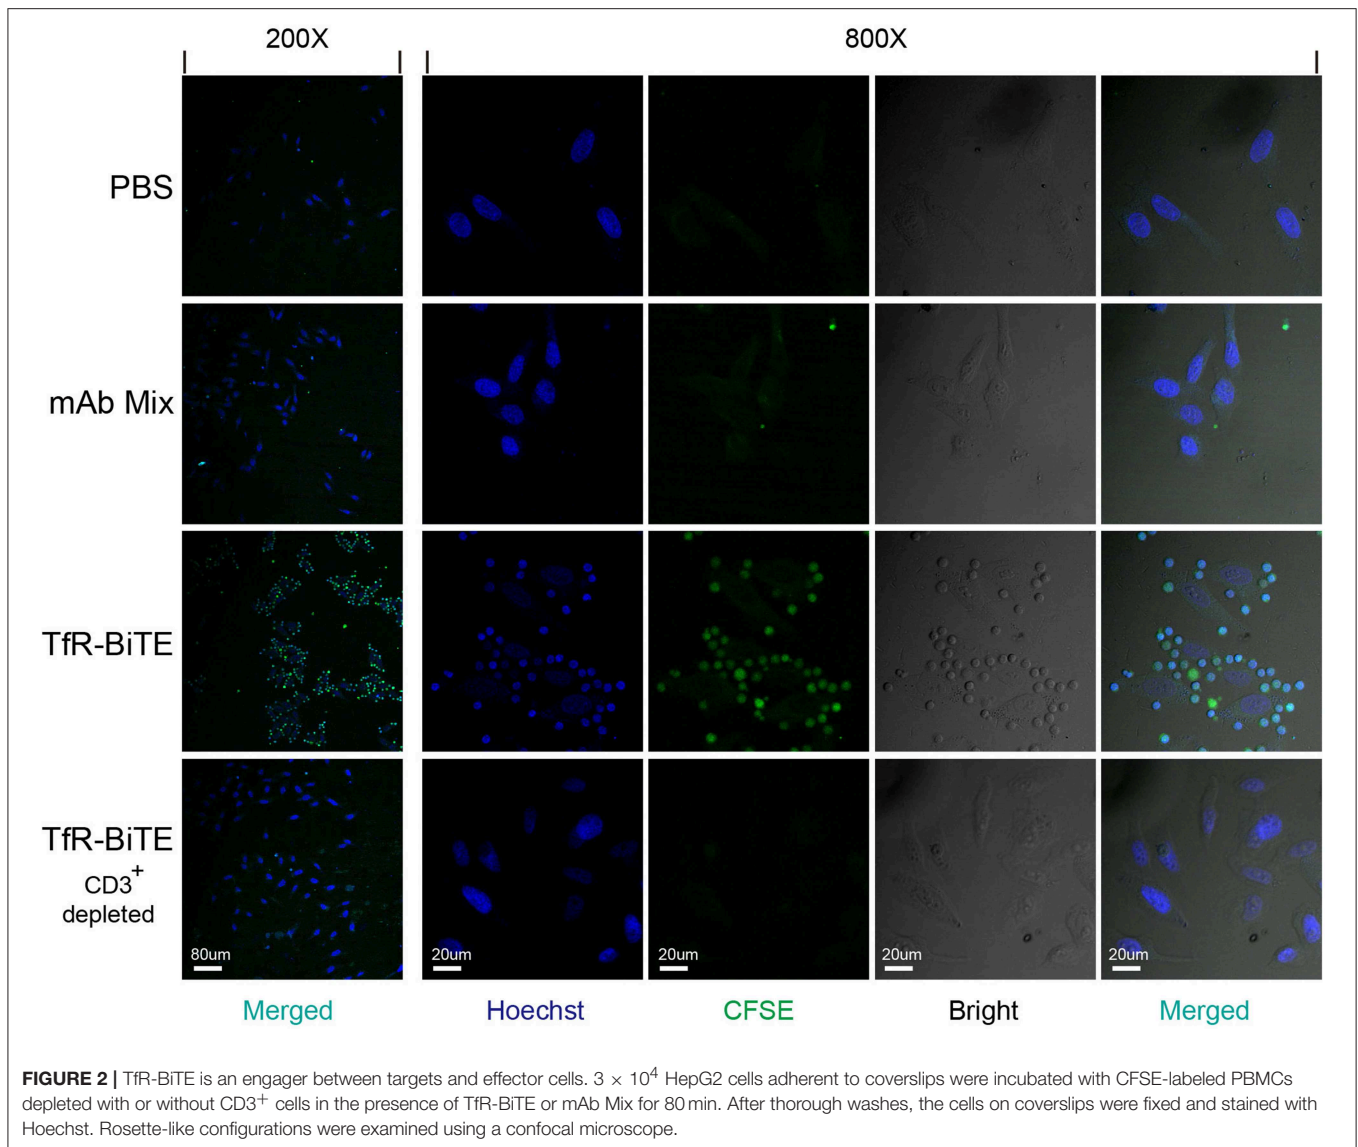 200X
800X
PBS
mAb Mix
TfR-BiTE
TfR-BiTE
CD3⁺
depleted
80um
20um
20um
20um
20um
Merged
Hoechst
CFSE
Bright
Merged
FIGURE 2 | TfR-BiTE is an engager between targets and effector cells. 3 × 10⁴ HepG2 cells adherent to coverslips were incubated with CFSE-labeled PBMCs
depleted with or without CD3⁺ cells in the presence of TfR-BiTE or mAb Mix for 80 min. After thorough washes, the cells on coverslips were fixed and stained with
Hoechst. Rosette-like configurations were examined using a confocal microscope.